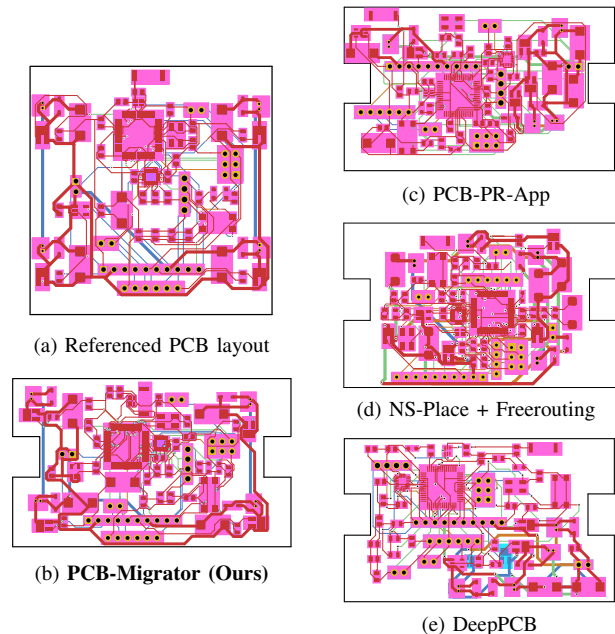 (a) Referenced PCB layout
(b) PCB-Migrator (Ours)
(c) PCB-PR-App
(d) NS-Place + Freerouting
(e) DeepPCB